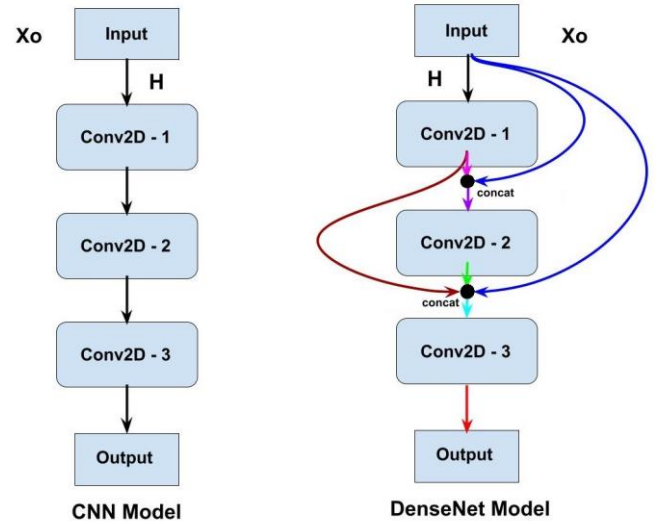 Xo
Input
H
Conv2D - 1
Conv2D - 2
Conv2D - 3
Output
CNN Model
Input
Xo
H
Conv2D - 1
concat
Conv2D - 2
concat
Conv2D - 3
Output
DenseNet Model